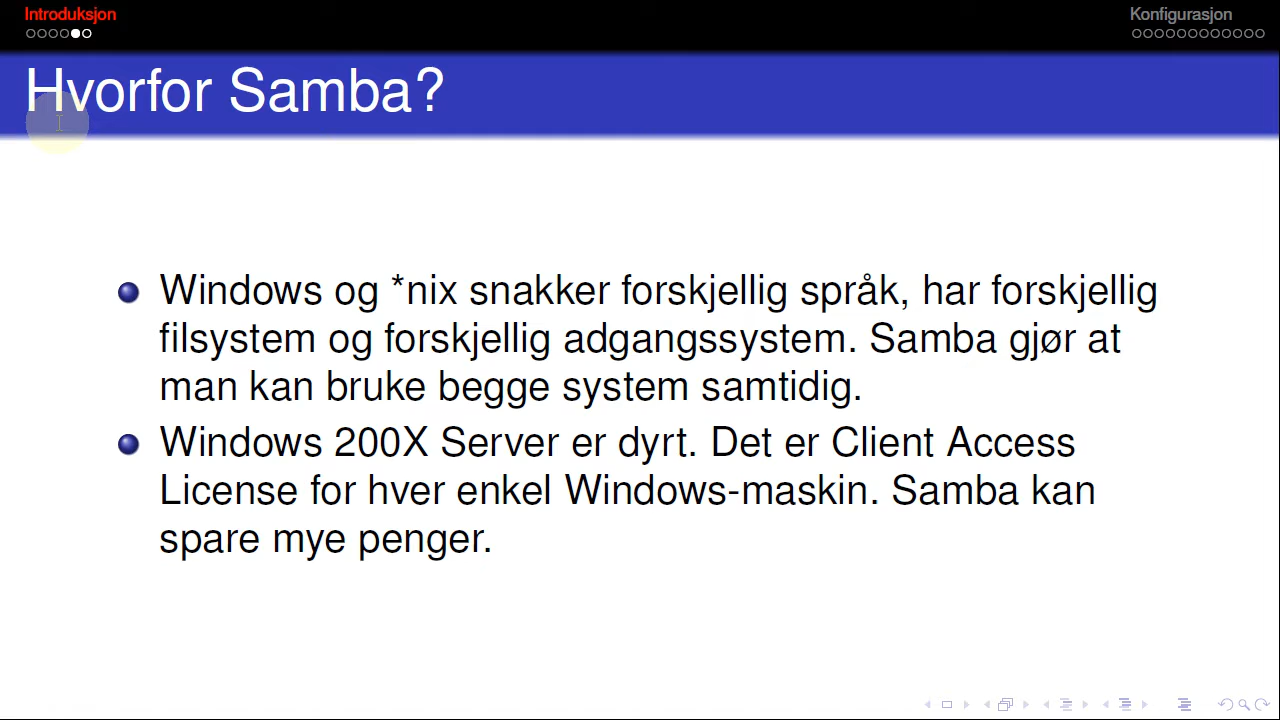 Introduksjon
Konfigurasjon
Hvorfor Samba?
Windows og *nix snakker forskjellig språk, har forskjellig
filsystem og forskjellig adgangssystem. Samba gjør at
man kan bruke begge system samtidig.
Windows 200X Server er dyrt. Det er Client Access
License for hver enkel Windows-maskin. Samba kan
spare mye penger.